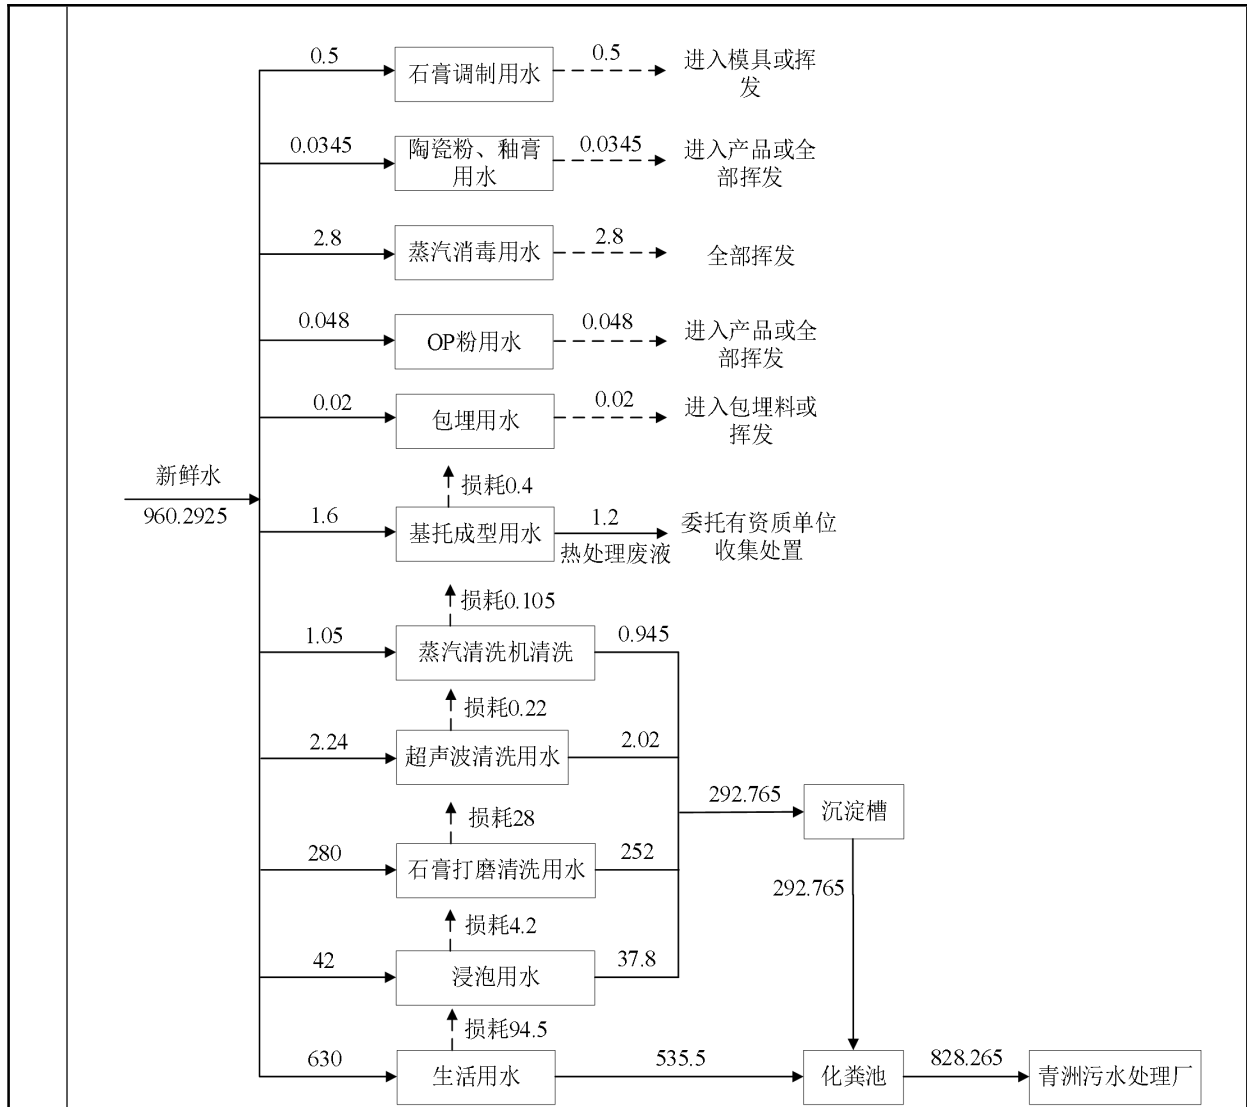 0.5
石膏调制用水
0.5
进入模具或挥
发
0.0345
陶瓷粉、釉膏
用水
0.0345
进入产品或全
部挥发
2.8
蒸汽消毒用水
2.8
全部挥发
0.048
OP粉用水
0.048
进入产品或全
部挥发
0.02
包埋用水
0.02
进入包埋料或
挥发
新鲜水
960.2925
损耗0.4
1.6
基托成型用水
1.2
热处理废液
委托有资质单位
收集处置
损耗0.105
1.05
蒸汽清洗机清洗
0.945
损耗0.22
2.24
超声波清洗用水
2.02
292.765
沉淀槽
损耗28
280
石膏打磨清洗用水
252
292.765
损耗4.2
42
浸泡用水
37.8
损耗94.5
630
生活用水
535.5
化粪池
828.265
青洲污水处理厂